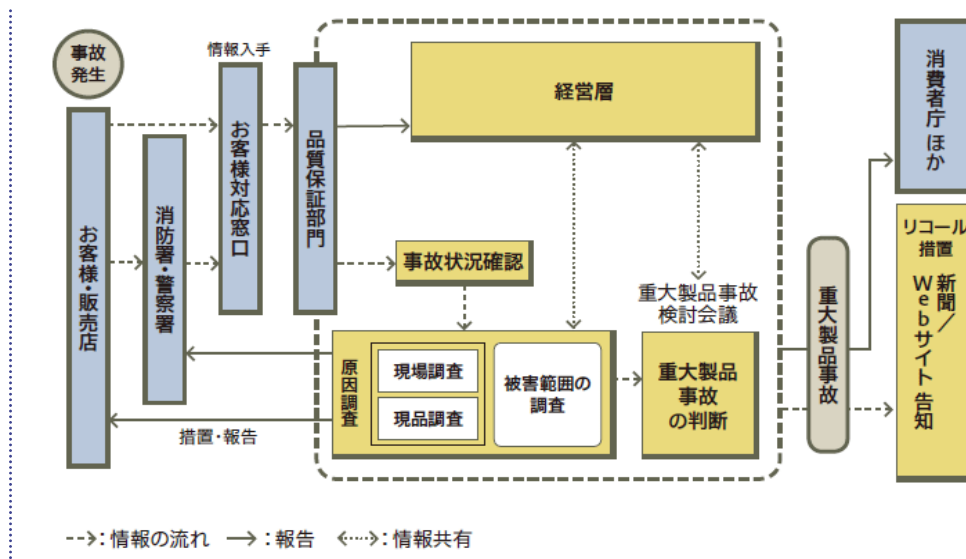 事故
発生
情報入手
お客様・販売店
消防署・警察署
お客様対応窓口
品質保証部門
経営層
事故状況確認
原因調査
現場調査
現品調査
被害範囲の
調査
重大製品事故
検討会議
重大製品
事故
の判断
措置・報告
重大製品事故
消費者庁 ほか
リコール
措置
新聞/
Webサイト 告知
：情報の流れ
：報告
：情報共有